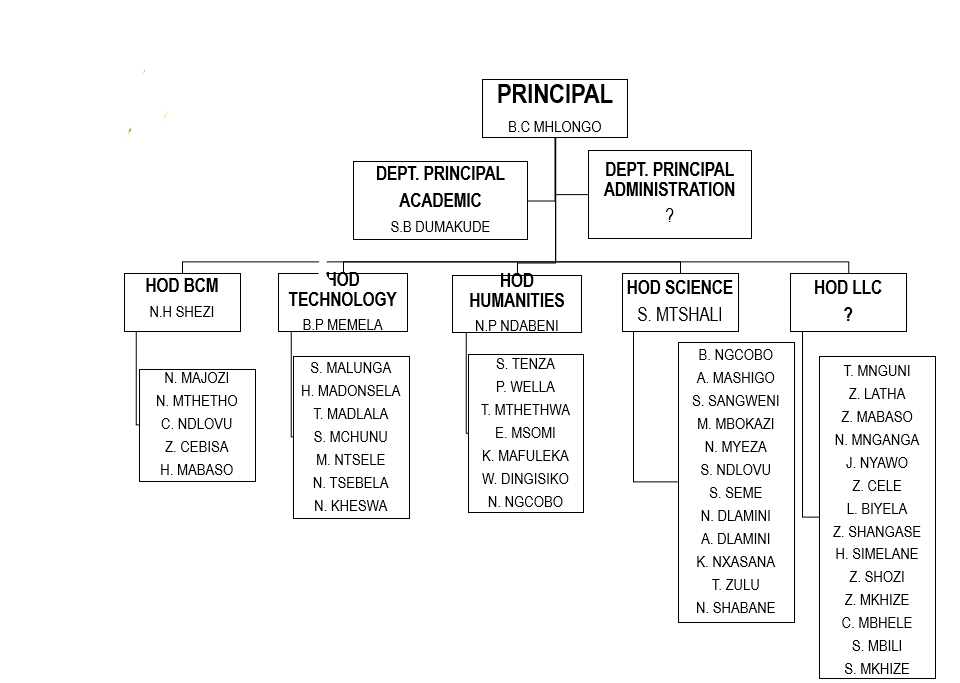 PRINCIPAL
B.C MHLONGO
DEPT. PRINCIPAL
ACADEMIC
S.B DUMAKUDE
DEPT. PRINCIPAL
ADMINISTRATION
?
HOD BCM
N.H SHEZI
HOD
TECHNOLOGY
B.P MEMELA
HOD
HUMANITIES
N.P NDABENI
HOD SCIENCE
S. MTSHALI
HOD LLC
?
N. MAJOZI
N. MTHETHO
C. NDLOVU
Z. CEBISA
H. MABASO
S. MALUNGA
H. MADONSELA
T. MADLALA
S. MCHUNU
M. NTSELE
N. TSEBELA
N. KHESWA
S. TENZA
P. WELLA
T. MTHETHWA
E. MSOMI
K. MAFULEKA
W. DINGISIKO
N. NGCOBO
B. NGCOBO
A. MASHIGO
S. SANGWENI
M. MBOKAZI
N. MYEZA
S. NDLOVU
S. SEME
N. DLAMINI
A. DLAMINI
K. NXASANA
T. ZULU
N. SHABANE
T. MNGUNI
Z. LATHA
Z. MABASO
N. MNGANGA
J. NYAWO
Z. CELE
L. BIYELA
Z. SHANGASE
H. SIMELANE
Z. SHOZI
Z. MKHIZE
C. MBHELE
S. MBILI
S. MKHIZE